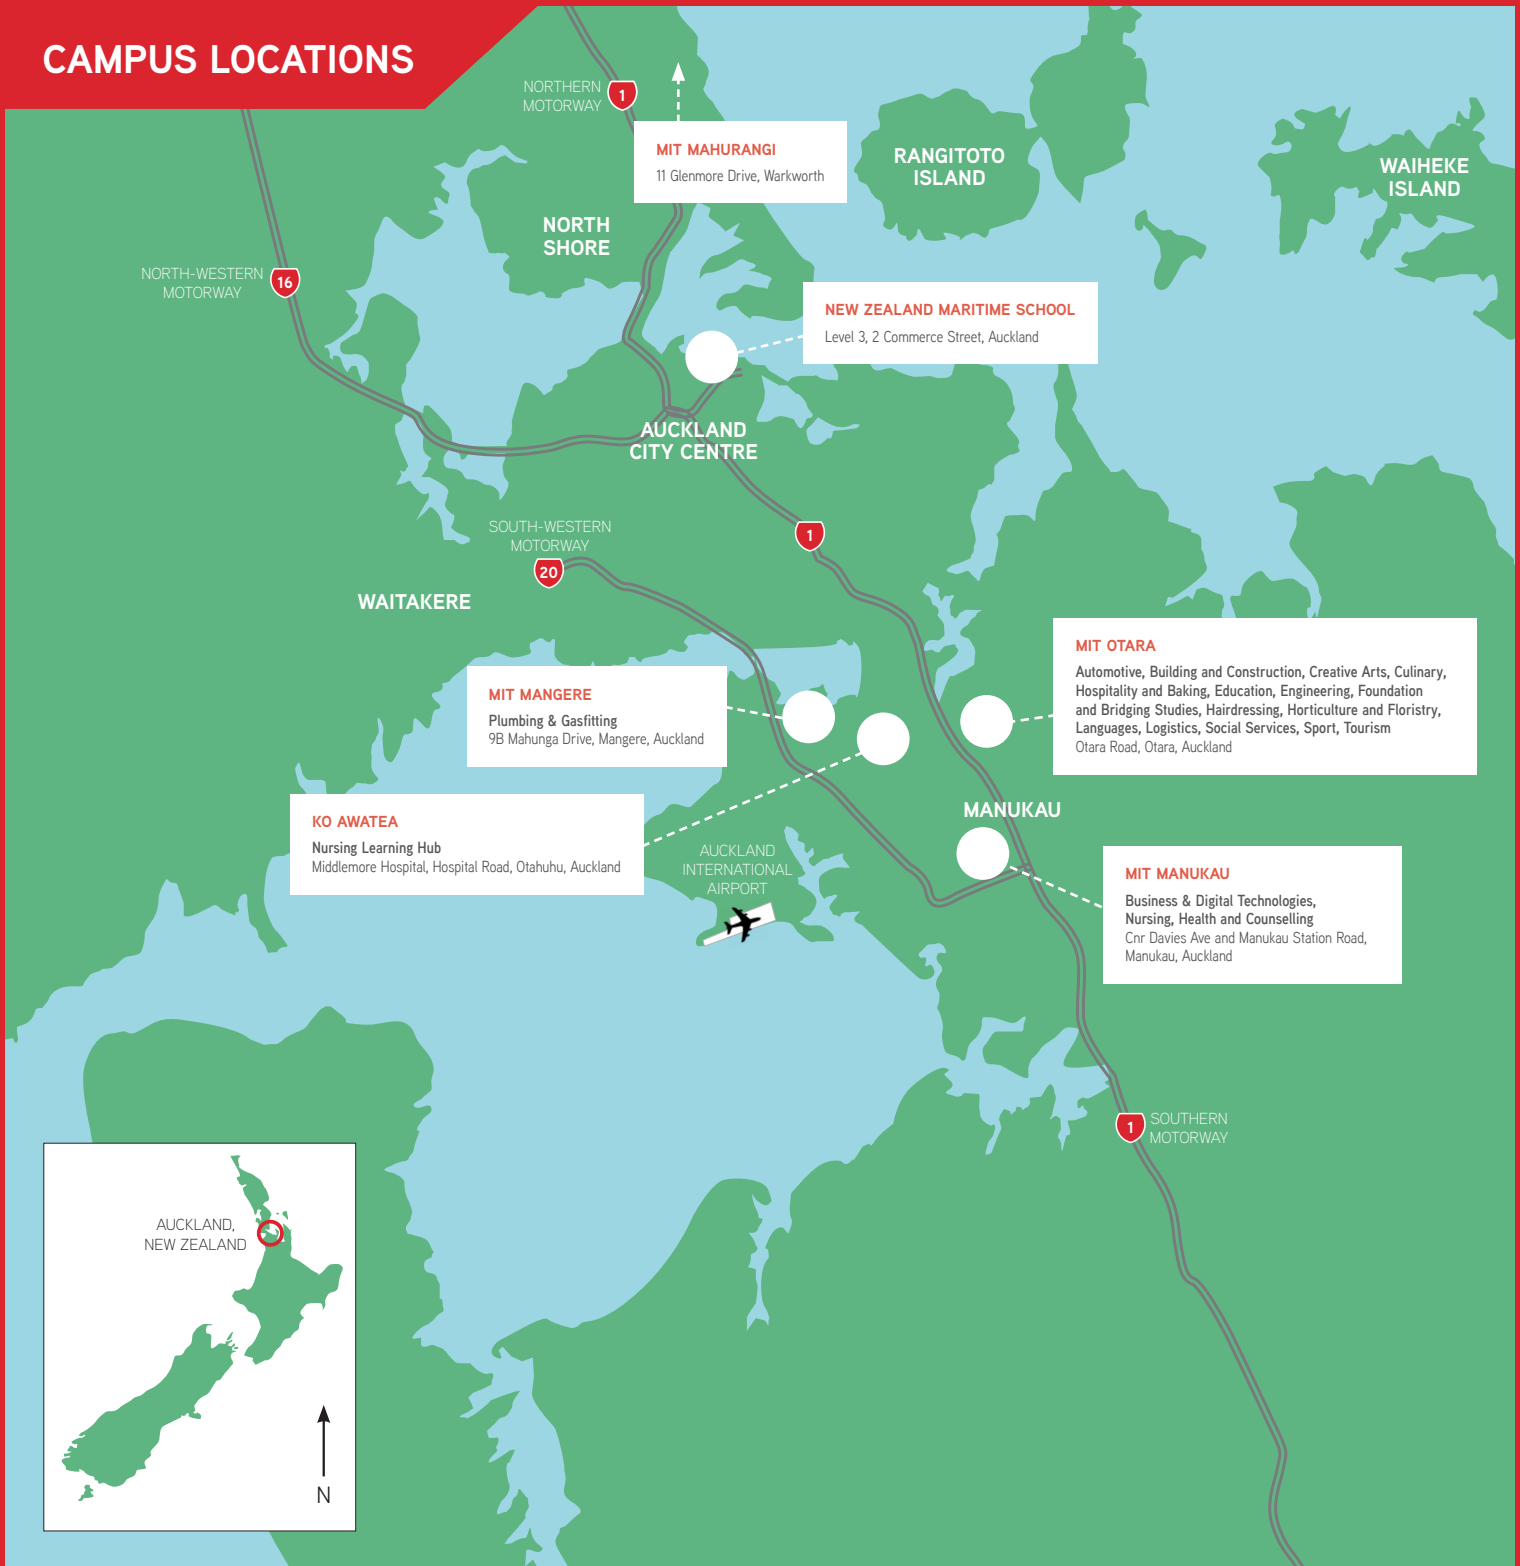 CAMPUS LOCATIONS
NORTHERN
MOTORWAY
1
MIT MAHURANGI
11 Glenmore Drive, Warkworth
RANGITOTO
ISLAND
WAIHEKE
ISLAND
NORTH
SHORE
NORTH-WESTERN
MOTORWAY
16
NEW ZEALAND MARITIME SCHOOL
Level 3, 2 Commerce Street, Auckland
AUCKLAND
CITY CENTRE
SOUTH-WESTERN
MOTORWAY
20
1
WAITAKERE
MIT OTARA
Automotive, Building and Construction, Creative Arts, Culinary,
Hospitality and Baking, Education, Engineering, Foundation
and Bridging Studies, Hairdressing, Horticulture and Floristry,
Languages, Logistics, Social Services, Sport, Tourism
Otara Road, Otara, Auckland
MIT MANGERE
Plumbing & Gasfitting
9B Mahunga Drive, Mangere, Auckland
KO AWATEA
Nursing Learning Hub
Middlemore Hospital, Hospital Road, Otahuhu, Auckland
MANUKAU
AUCKLAND
INTERNATIONAL
AIRPORT
MIT MANUKAU
Business & Digital Technologies,
Nursing, Health and Counselling
Cnr Davies Ave and Manukau Station Road,
Manukau, Auckland
1
SOUTHERN
MOTORWAY
AUCKLAND,
NEW ZEALAND
N